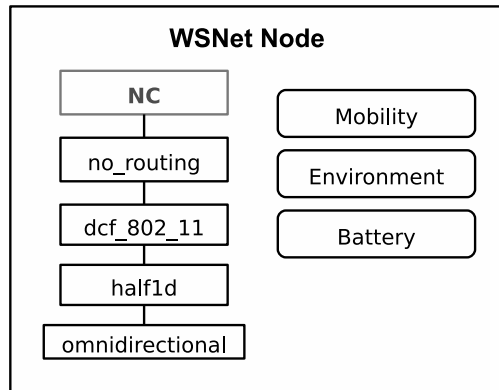 WSNet Node
NC
no_routing
dcf_802_11
half1d
omnidirectional
Mobility
Environment
Battery